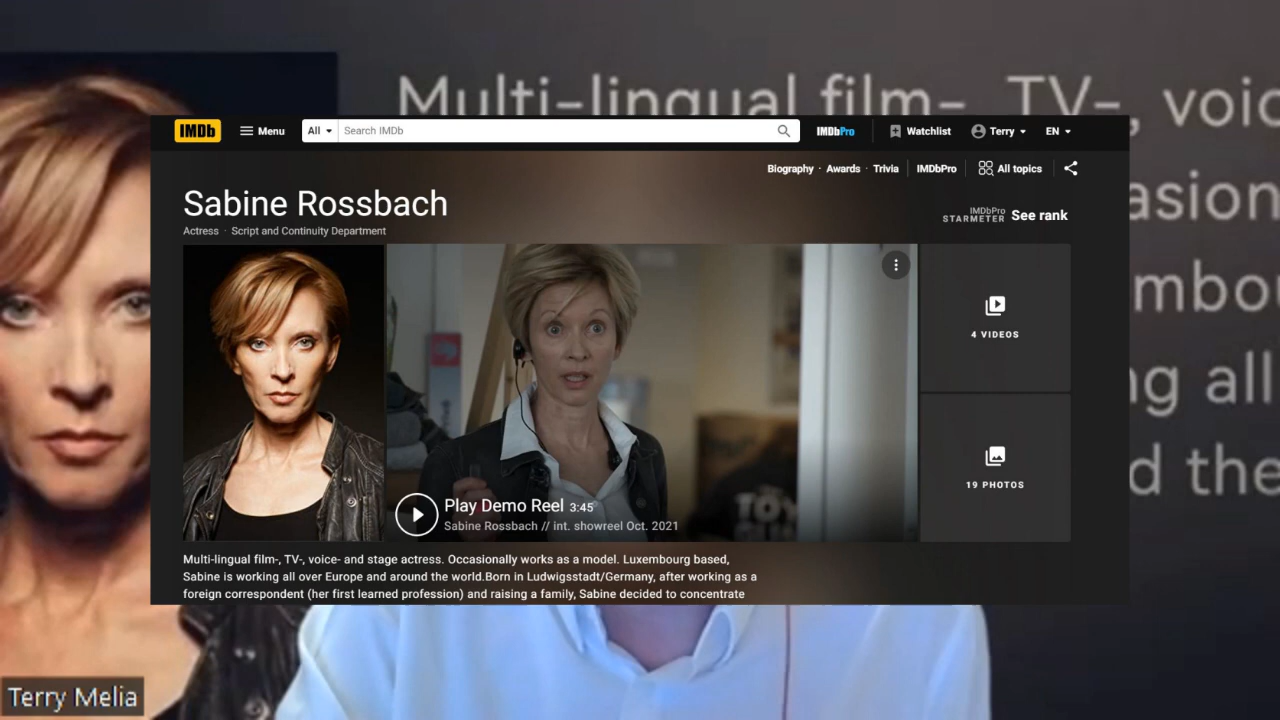 Multi-lingual film-, TV-, voic
IMDb
Menu
All
Search IMDb
IMDbPro
Watchlist
Terry
EN
Biography · Awards · Trivia
IMDbPro
All topics
Sabine Rossbach
Actress · Script and Continuity Department
IMDbPro
STARMETER
See rank
asion
mbo
ng all
d the
4 VIDEOS
19 PHOTOS
TOY
Play Demo Reel 3:45
Sabine Rossbach // int. showreel Oct. 2021
Multi-lingual film-, TV-, voice- and stage actress. Occasionally works as a model. Luxembourg based,
Sabine is working all over Europe and around the world.Born in Ludwigsstadt/Germany, after working as a
foreign correspondent (her first learned profession) and raising a family, Sabine decided to concentrate
Terry Melia